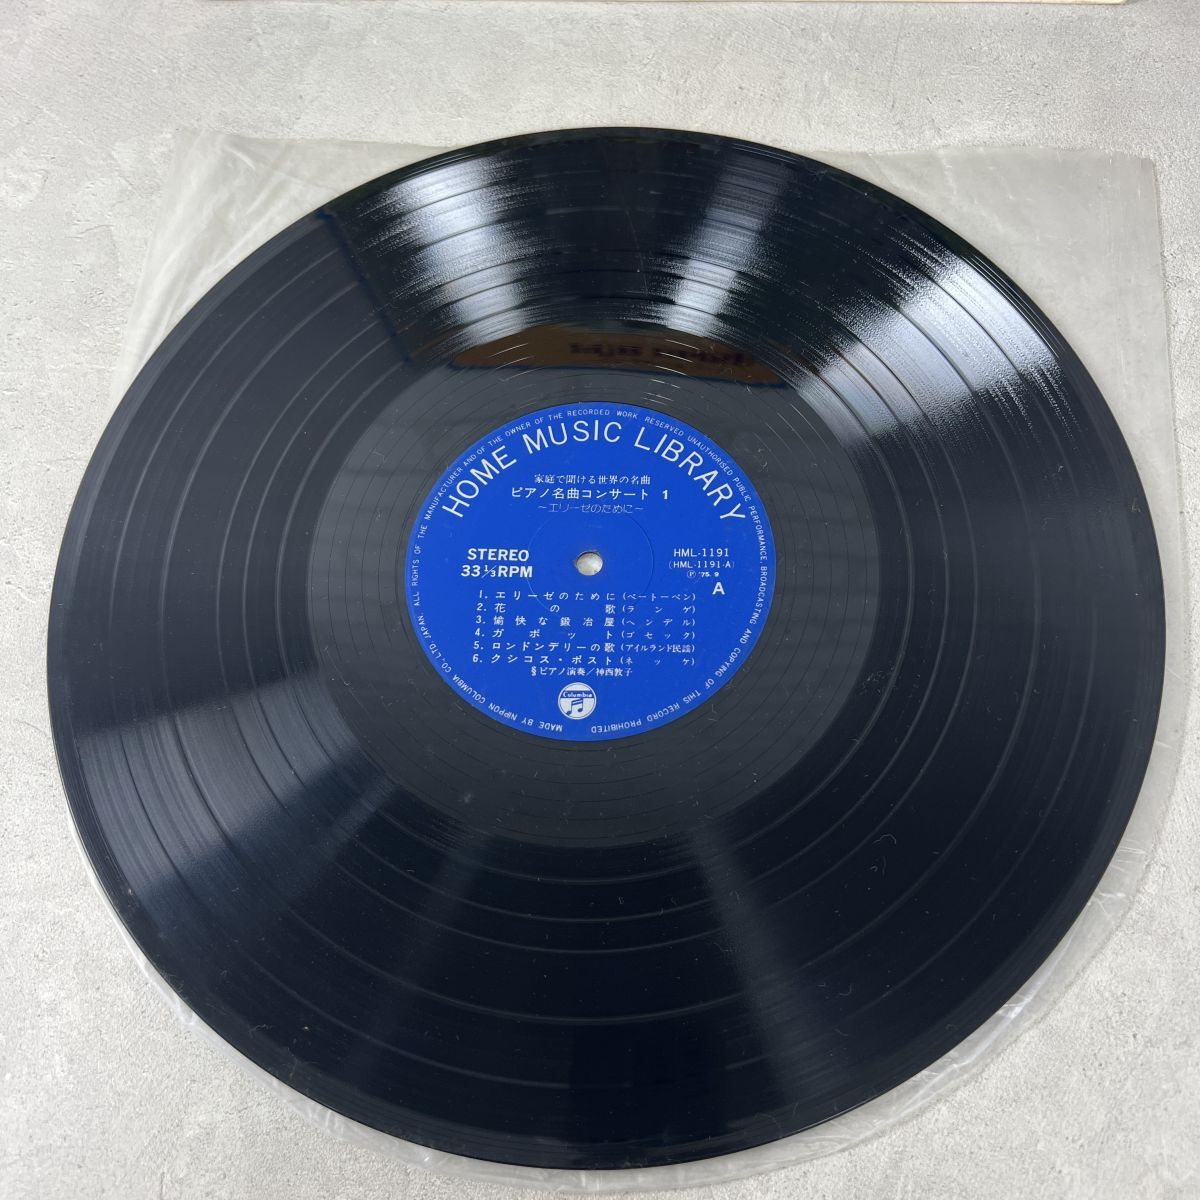 ALL RIGHTS OF THE MANUFACTURER AND OF THE OWNER OF THE RECORDED WORK RESERVED UNAUTHORISED PUBLIC PERFORMANCE, BROADCASTING AND COPYING OF THIS RECORD PROHIBITED
HOME MUSIC LIBRARY
家庭で聞ける世界の名曲
ピアノ名曲コンサート 1
~エリーゼのために~
STEREO
33 1/3 RPM
HML-1191
(HML-1191-A)
Ⓟ '75. 9
A
1. エリーゼのために(ベートーベン)
2. 花の歌(ランゲ)
3. 愉快な鍛冶屋(ヘンデル)
4. ガボット(ゴセック)
5. ロンドンデリーの歌(アイルランド民謡)
6. クシコス・ポスト(ネッケ)
§ピアノ演奏/神西敦子
Columbia
MADE BY NIPPON COLUMBIA CO., LTD. JAPAN.